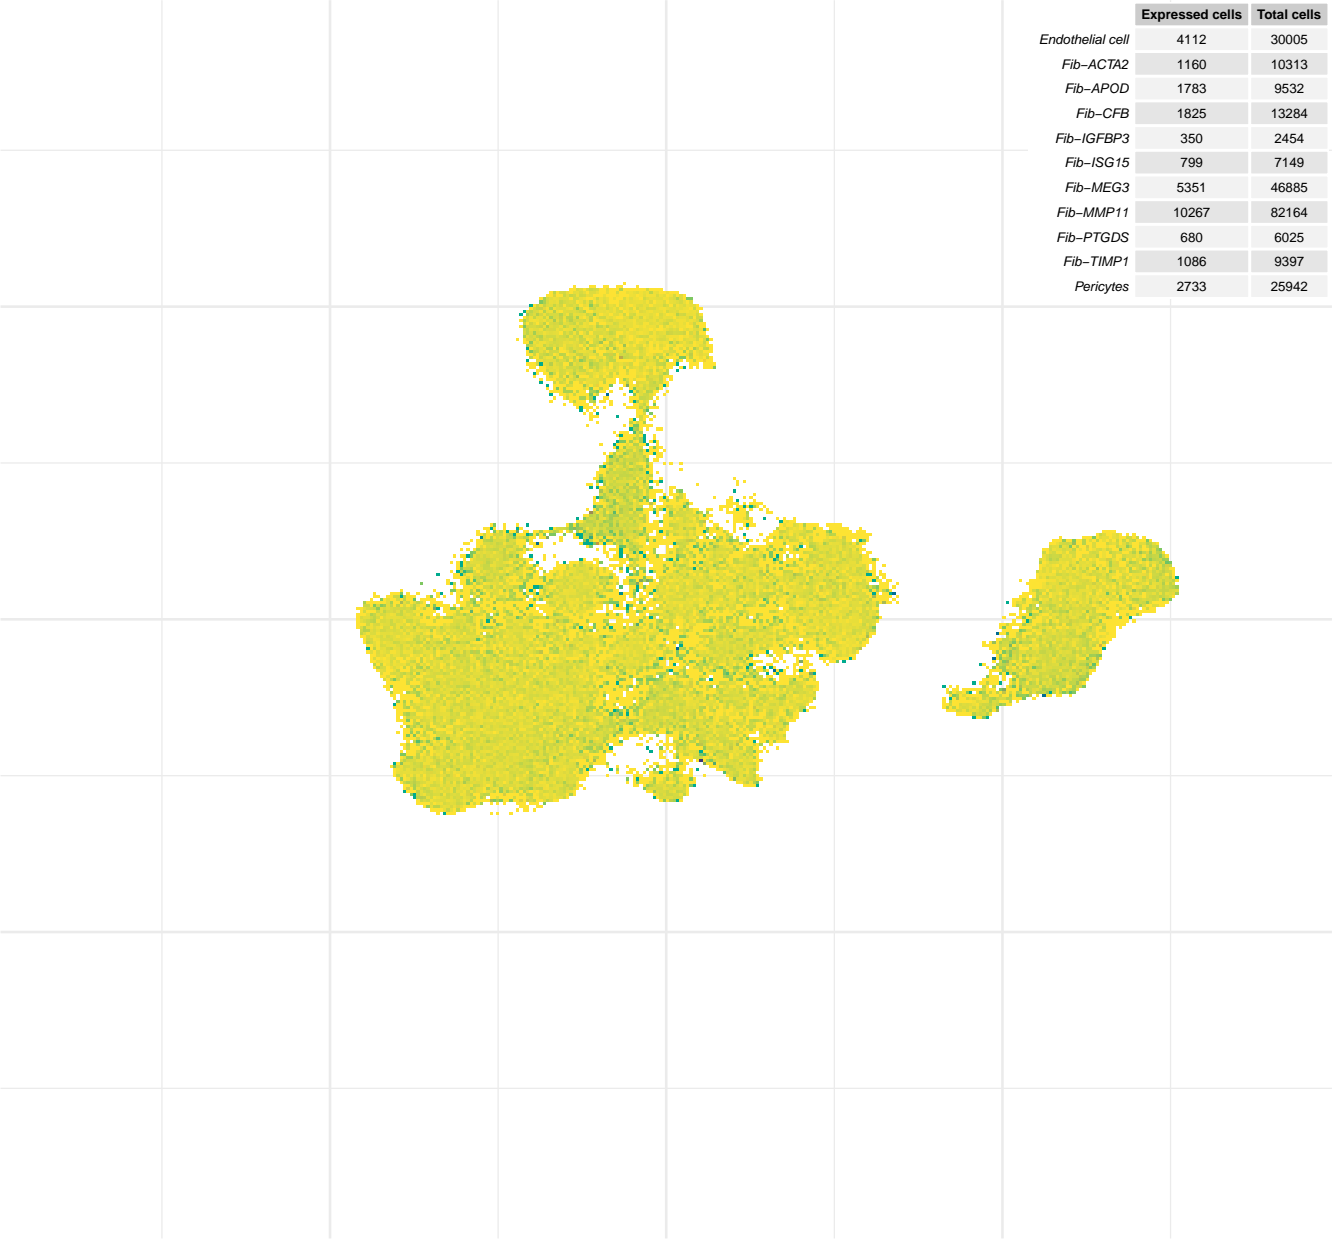 Expressed cells Total cells
Endothelial cell 4112 30005
Fib−ACTA2 1160 10313
Fib−APOD 1783 9532
Fib−CFB 1825 13284
Fib−IGFBP3 350 2454
Fib−ISG15 799 7149
Fib−MEG3 5351 46885
Fib−MMP11 10267 82164
Fib−PTGDS 680 6025
Fib−TIMP1 1086 9397
Pericytes 2733 25942